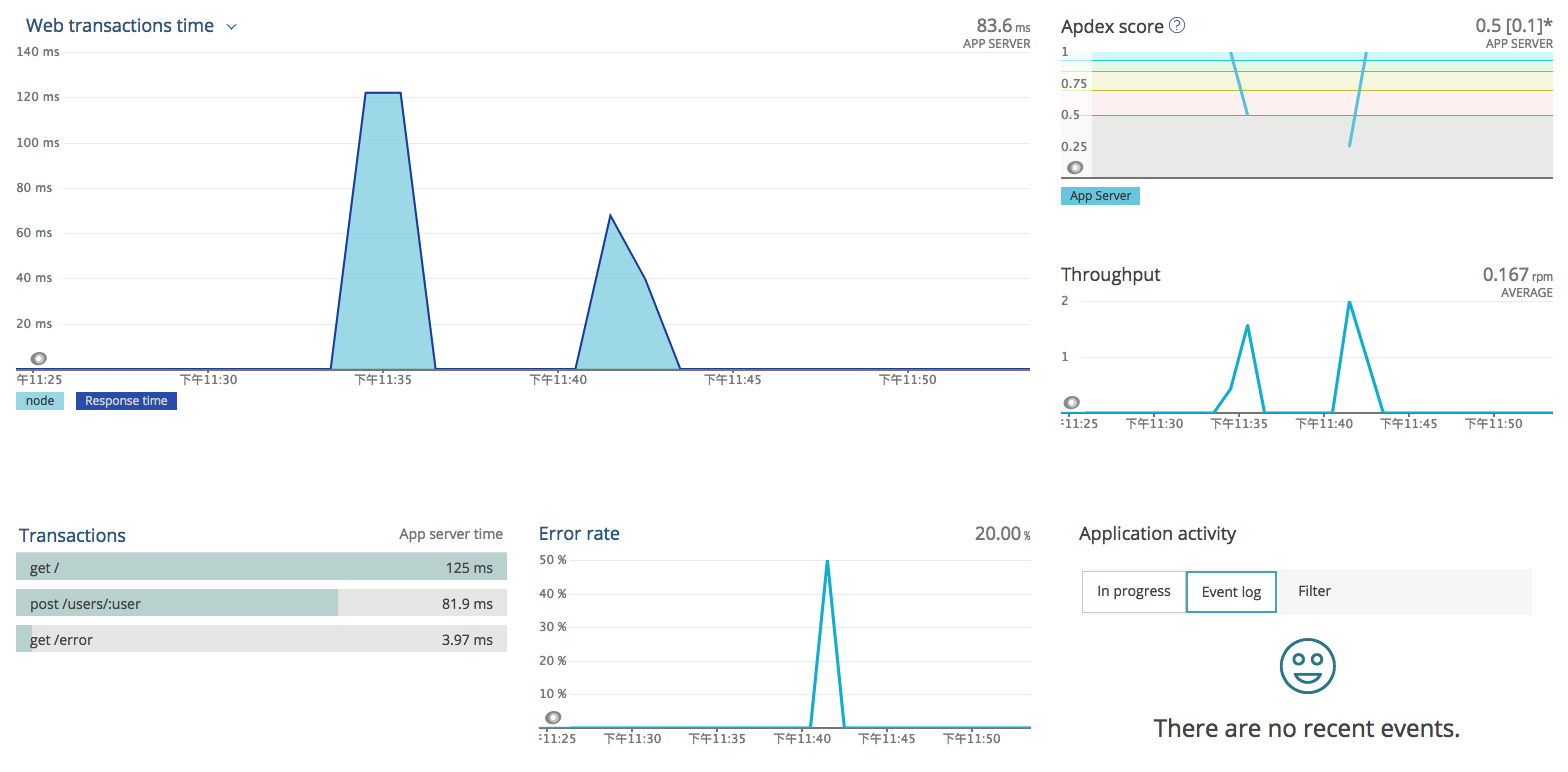 Web transactions time
83.6 ms
APP SERVER
140 ms
120 ms
100 ms
80 ms
60 ms
40 ms
20 ms
午11:25 下午11:30 下午11:35 下午11:40 下午11:45 下午11:50
node Response time
Apdex score ?
0.5 [0.1]*
APP SERVER
1
0.75
0.5
0.25
App Server
Throughput
0.167 rpm
AVERAGE
2
1
:11:25 下午11:30 下午11:35 下午11:40 下午11:45 下午11:50
Transactions App server time
get / 125 ms
post /users/:user 81.9 ms
get /error 3.97 ms
Error rate 20.00 %
50 %
40 %
30 %
20 %
10 %
:11:25 下午11:30 下午11:35 下午11:40 下午11:45 下午11:50
Application activity
In progress Event log Filter
There are no recent events.